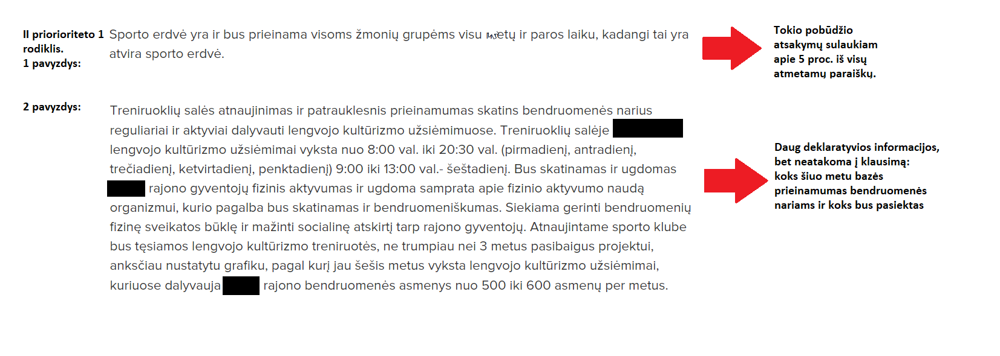 II priorioriteto 1
rodiklis.
1 pavyzdys:
Sporto erdvė yra ir bus prieinama visoms žmonių grupėms visu metų ir paros laiku, kadangi tai yra
atvira sporto erdvė.
Tokio pobūdžio
atsakymų sulaukiam
apie 5 proc. iš visų
atmetamų paraiškų.
2 pavyzdys:
Treniruoklių salės atnaujinimas ir patrauklesnis prieinamumas skatins bendruomenės narius
reguliariai ir aktyviai dalyvauti lengvojo kultūrizmo užsiėmimuose. Treniruoklių salėje
lengvojo kultūrizmo užsiėmimai vyksta nuo 8:00 val. iki 20:30 val. (pirmadienį, antradienį,
trečiadienį, ketvirtadienį, penktadienį) 9:00 iki 13:00 val.- šeštadienį. Bus skatinamas ir ugdomas
rajono gyventojų fizinis aktyvumas ir ugdoma samprata apie fizinio aktyvumo naudą
organizmui, kurio pagalba bus skatinamas ir bendruomeniškumas. Siekiama gerinti bendruomenių
fizinę sveikatos būklę ir mažinti socialinę atskirtį tarp rajono gyventojų. Atnaujintame sporto klube
bus tęsiamos lengvojo kultūrizmo treniruotės, ne trumpiau nei 3 metus pasibaigus projektui,
anksčiau nustatytu grafiku, pagal kurį jau šešis metus vyksta lengvojo kultūrizmo užsiėmimai,
kuriuose dalyvauja rajono bendruomenės asmenys nuo 500 iki 600 asmenų per metus.
Daug deklaratyvios informacijos,
bet neatakoma į klausimą:
koks šiuo metu bazės
prieinamumas bendruomenės
nariams ir koks bus pasiektas